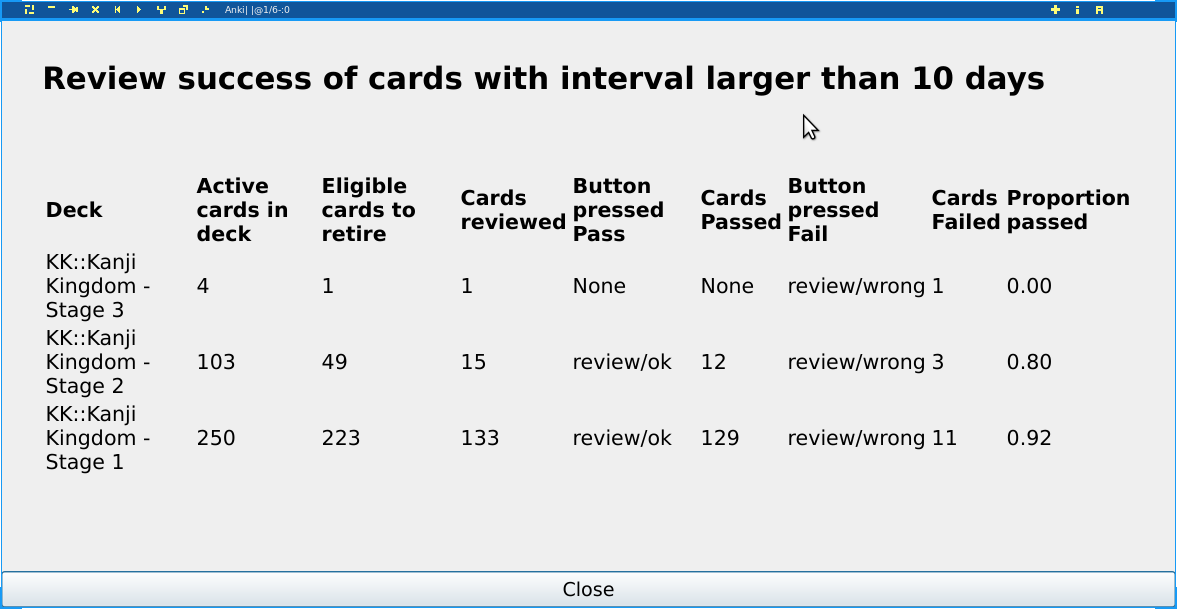 Anki| |@1/6-:0
Review success of cards with interval larger than 10 days
Deck Active cards in deck Eligible cards to retire Cards reviewed Button pressed Pass Cards Passed Button pressed Fail Cards Failed Proportion passed
KK::Kanji Kingdom - Stage 3 4 1 1 None None review/wrong 1 0.00
KK::Kanji Kingdom - Stage 2 103 49 15 review/ok 12 review/wrong 3 0.80
KK::Kanji Kingdom - Stage 1 250 223 133 review/ok 129 review/wrong 11 0.92
Close